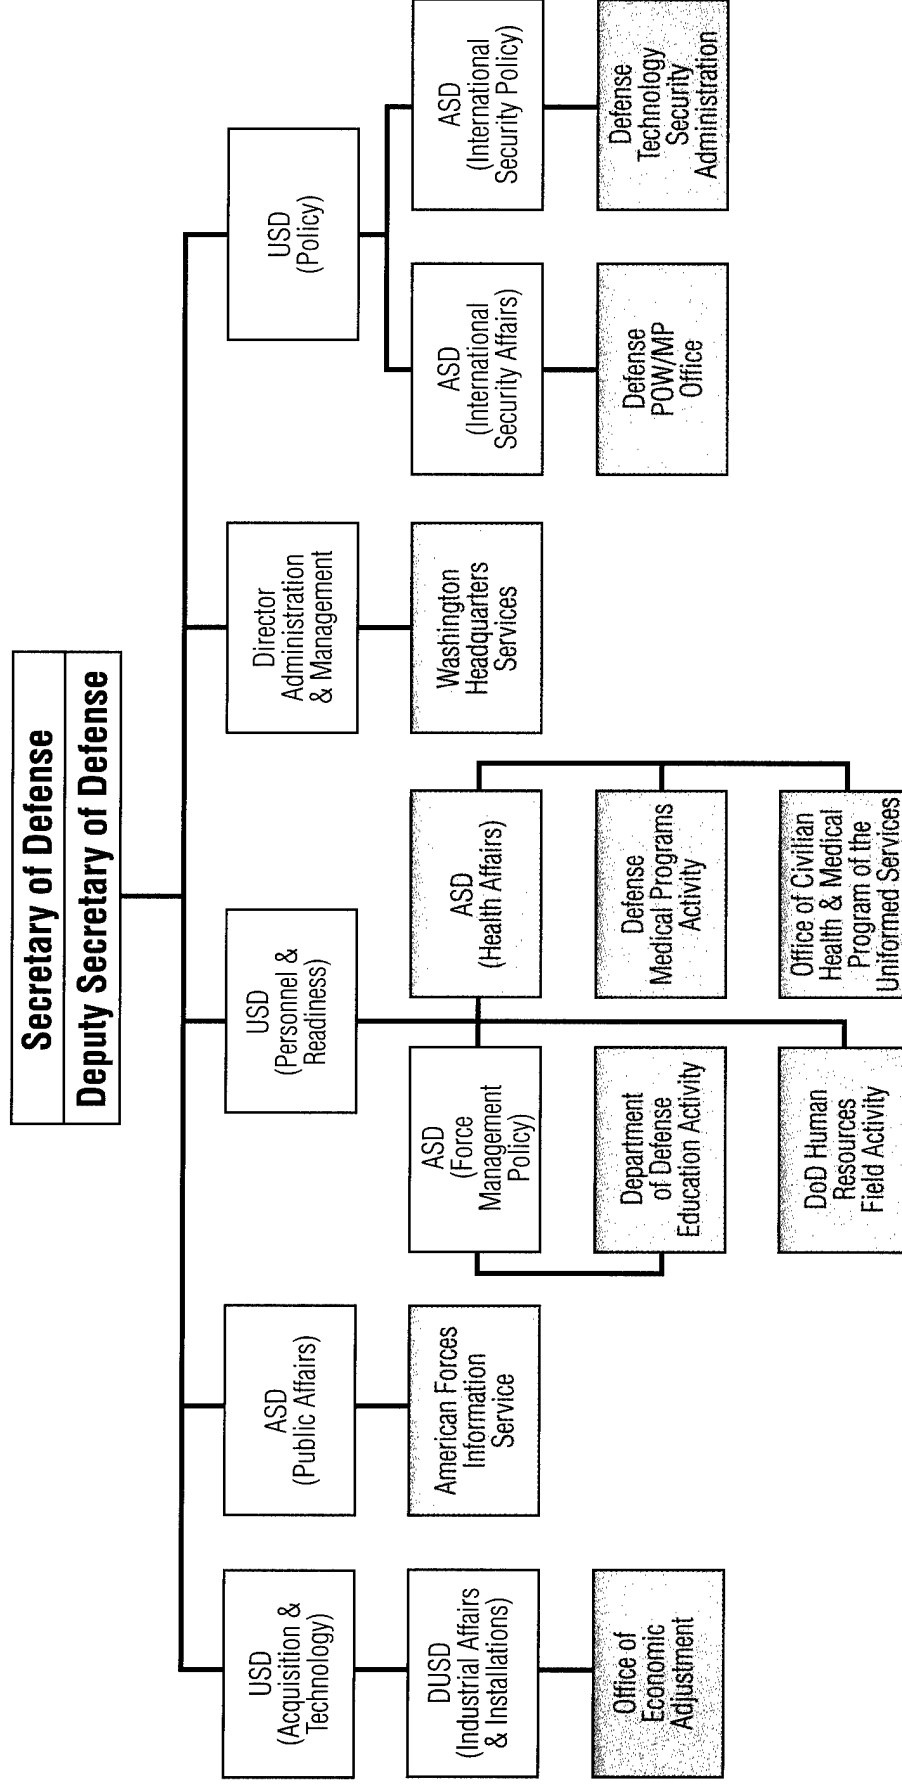 Secretary of Defense
Deputy Secretary of Defense
USD
(Acquisition &
Technology)
ASD
(Public Affairs)
USD
(Personnel &
Readiness)
Director
Administration
& Management
USD
(Policy)
DUSD
(Industrial Affairs
& Installations)
American Forces
Information
Service
ASD
(Force
Management
Policy)
ASD
(Health Affairs)
Washington
Headquarters
Services
ASD
(International
Security Affairs)
ASD
(International
Security Policy)
Office of
Economic
Adjustment
Department
of Defense
Education Activity
Defense
Medical Programs
Activity
Defense
POW/MP
Office
Defense
Technology
Security
Administration
DoD Human
Resources
Field Activity
Office of Civilian
Health & Medical
Program of the
Uniformed Services